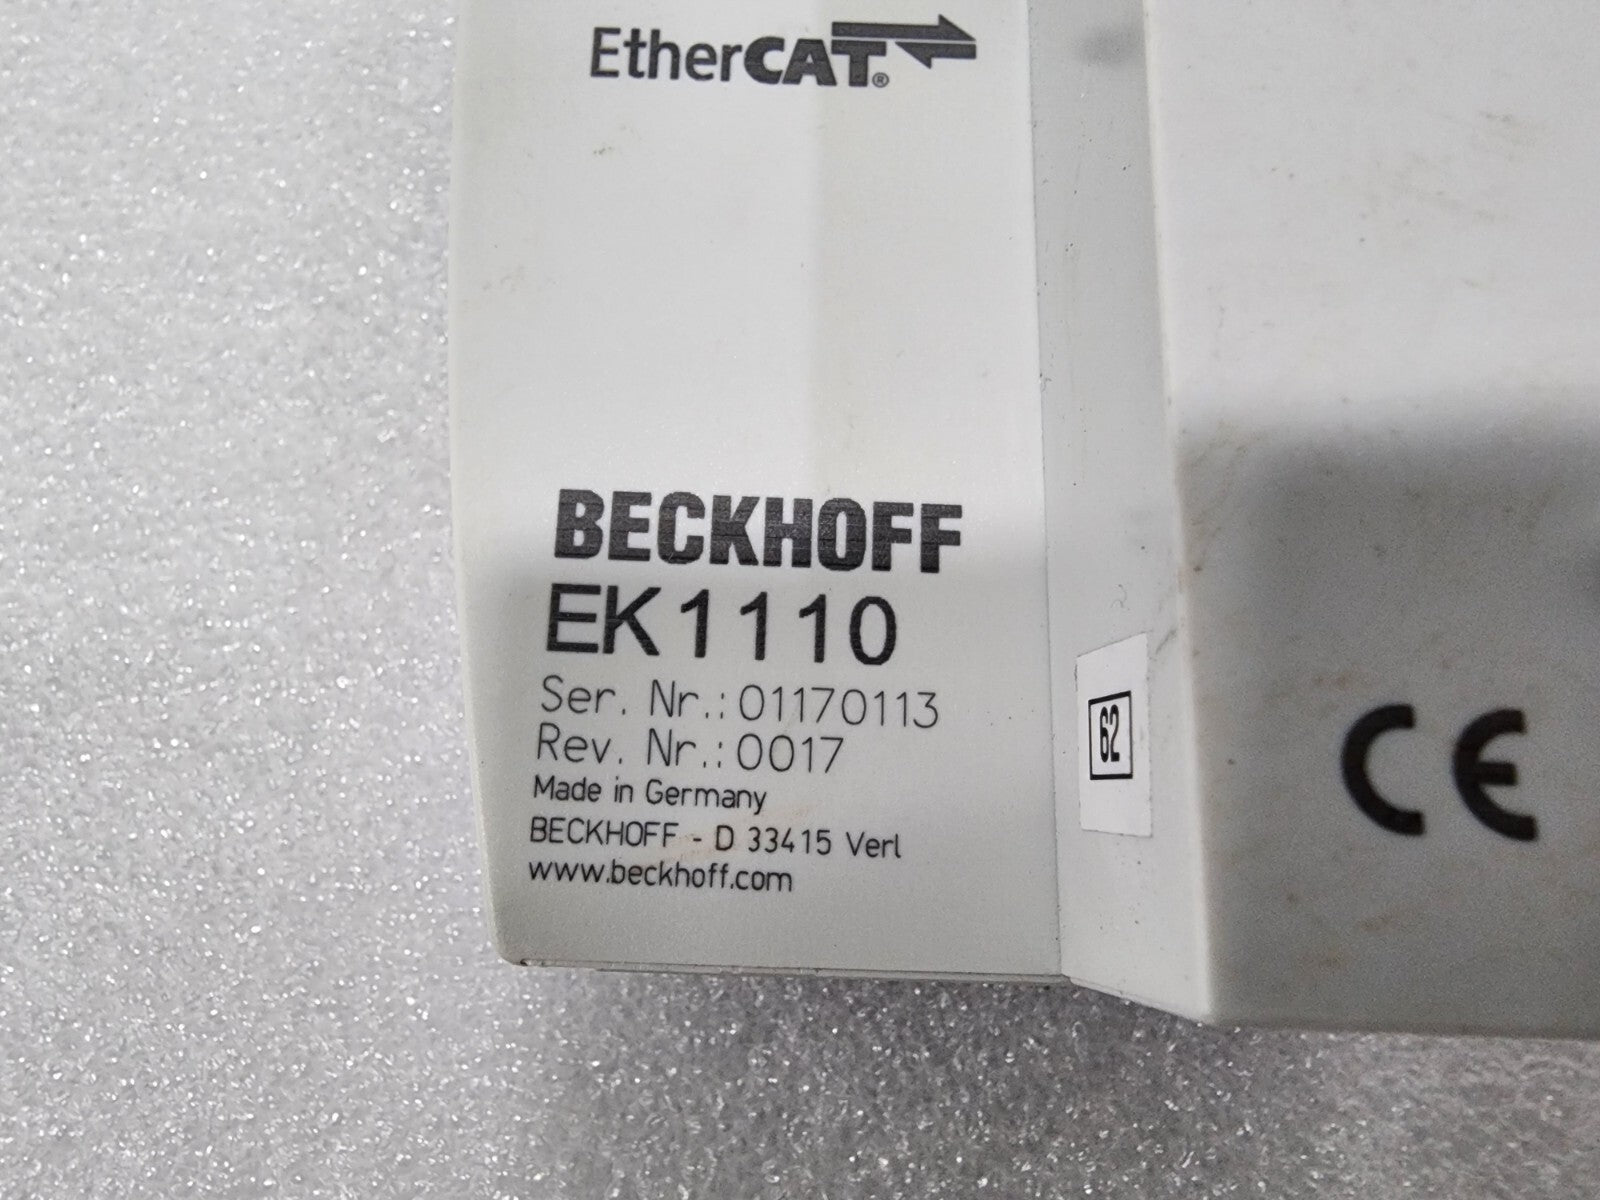 EtherCAT®
BECKHOFF
EK1110
Ser. Nr.: 01170113
Rev. Nr.: 0017
Made in Germany
BECKHOFF - D 33415 Verl
www.beckhoff.com
62
CE